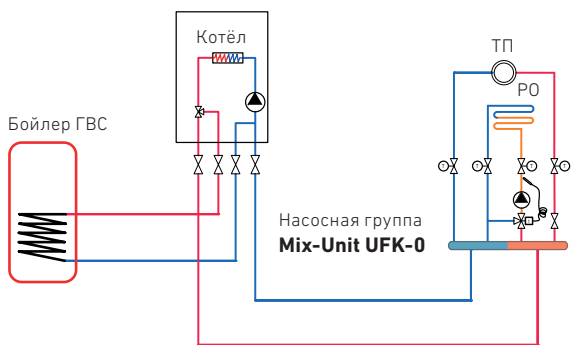 Котёл
ТП
РО
Бойлер ГВС
Насосная группа
Mix-Unit UFK-0